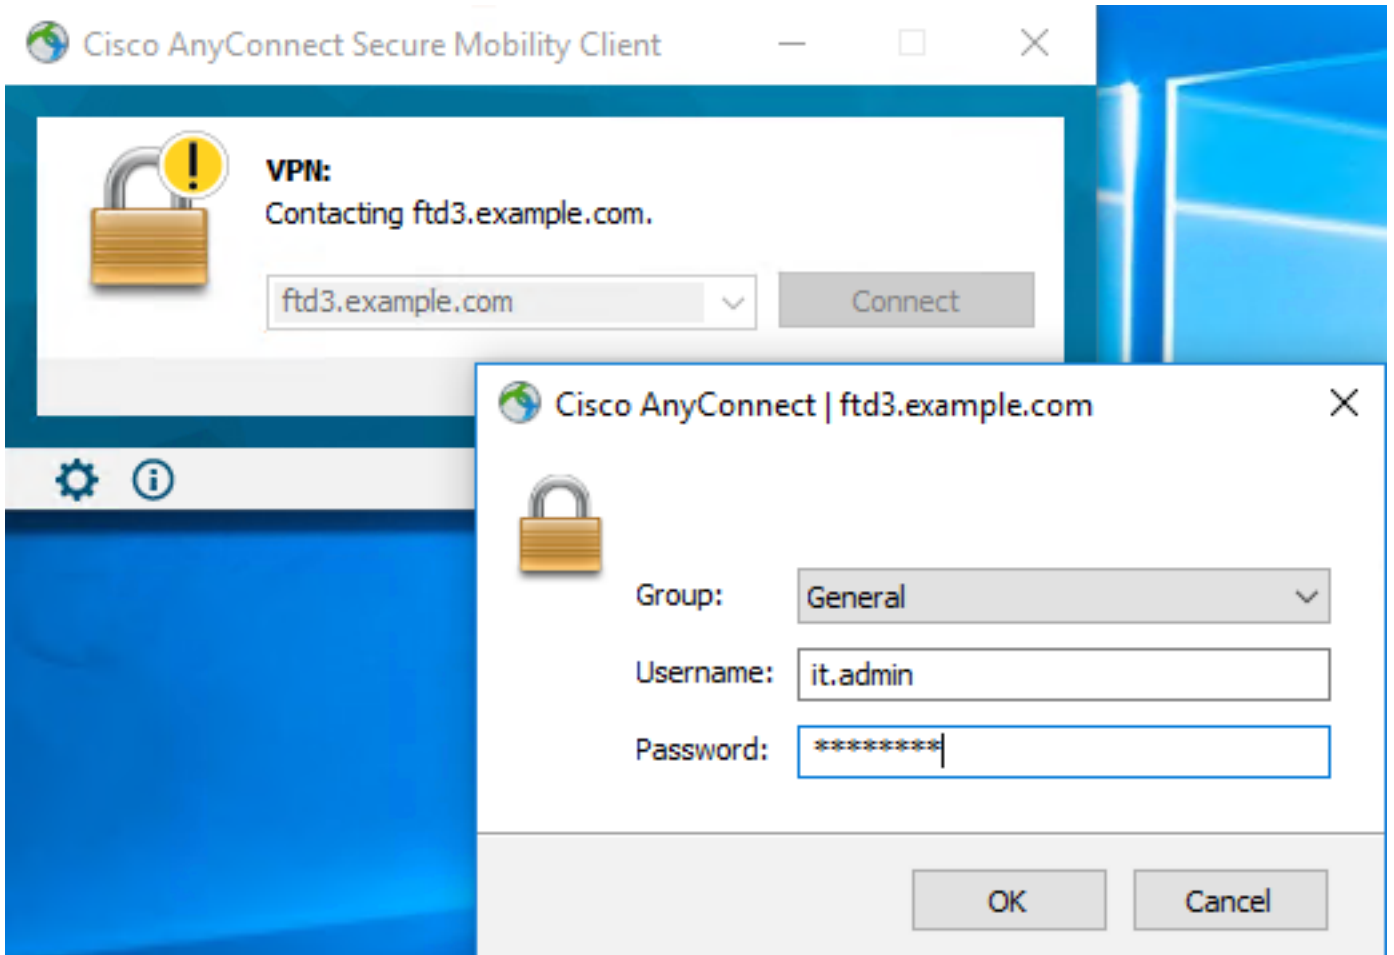 Cisco AnyConnect Secure Mobility Client
VPN:
Contacting ftd3.example.com.
ftd3.example.com
Connect
Cisco AnyConnect | ftd3.example.com
Group:
General
Username:
it.admin
Password:
********
OK
Cancel